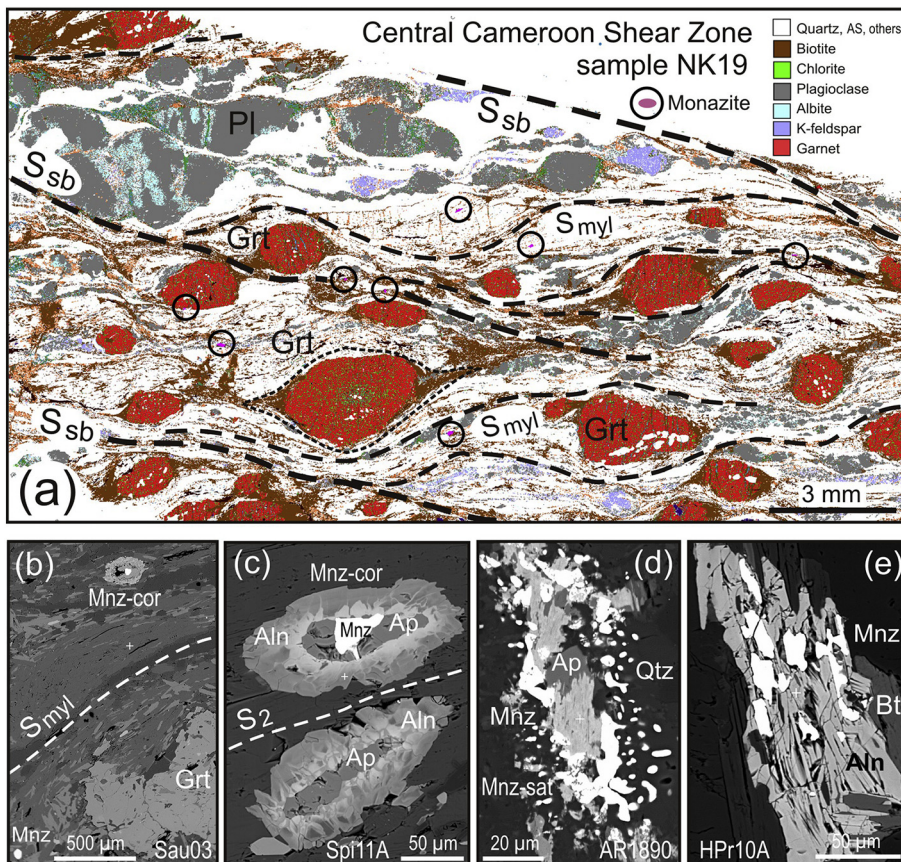 Central Cameroon Shear Zone
sample NK19
Monazite
Quartz, AS, others
Biotite
Chlorite
Plagioclase
Albite
K-feldspar
Garnet
Pl
Ssb
Ssb
Smyl
Grt
Grt
Smyl
Grt
Ssb
(a)
3 mm
(b)
Mnz-cor
Smyl
Grt
Mnz
500 µm
Sau03
(c)
Mnz-cor
Aln
Mnz
Ap
S2
Aln
Ap
Spi11A
50 µm
(d)
Ap
Qtz
Mnz
Mnz-sat
20 µm
AR1890
(e)
Mnz
Bt
Aln
HPr10A
50 µm